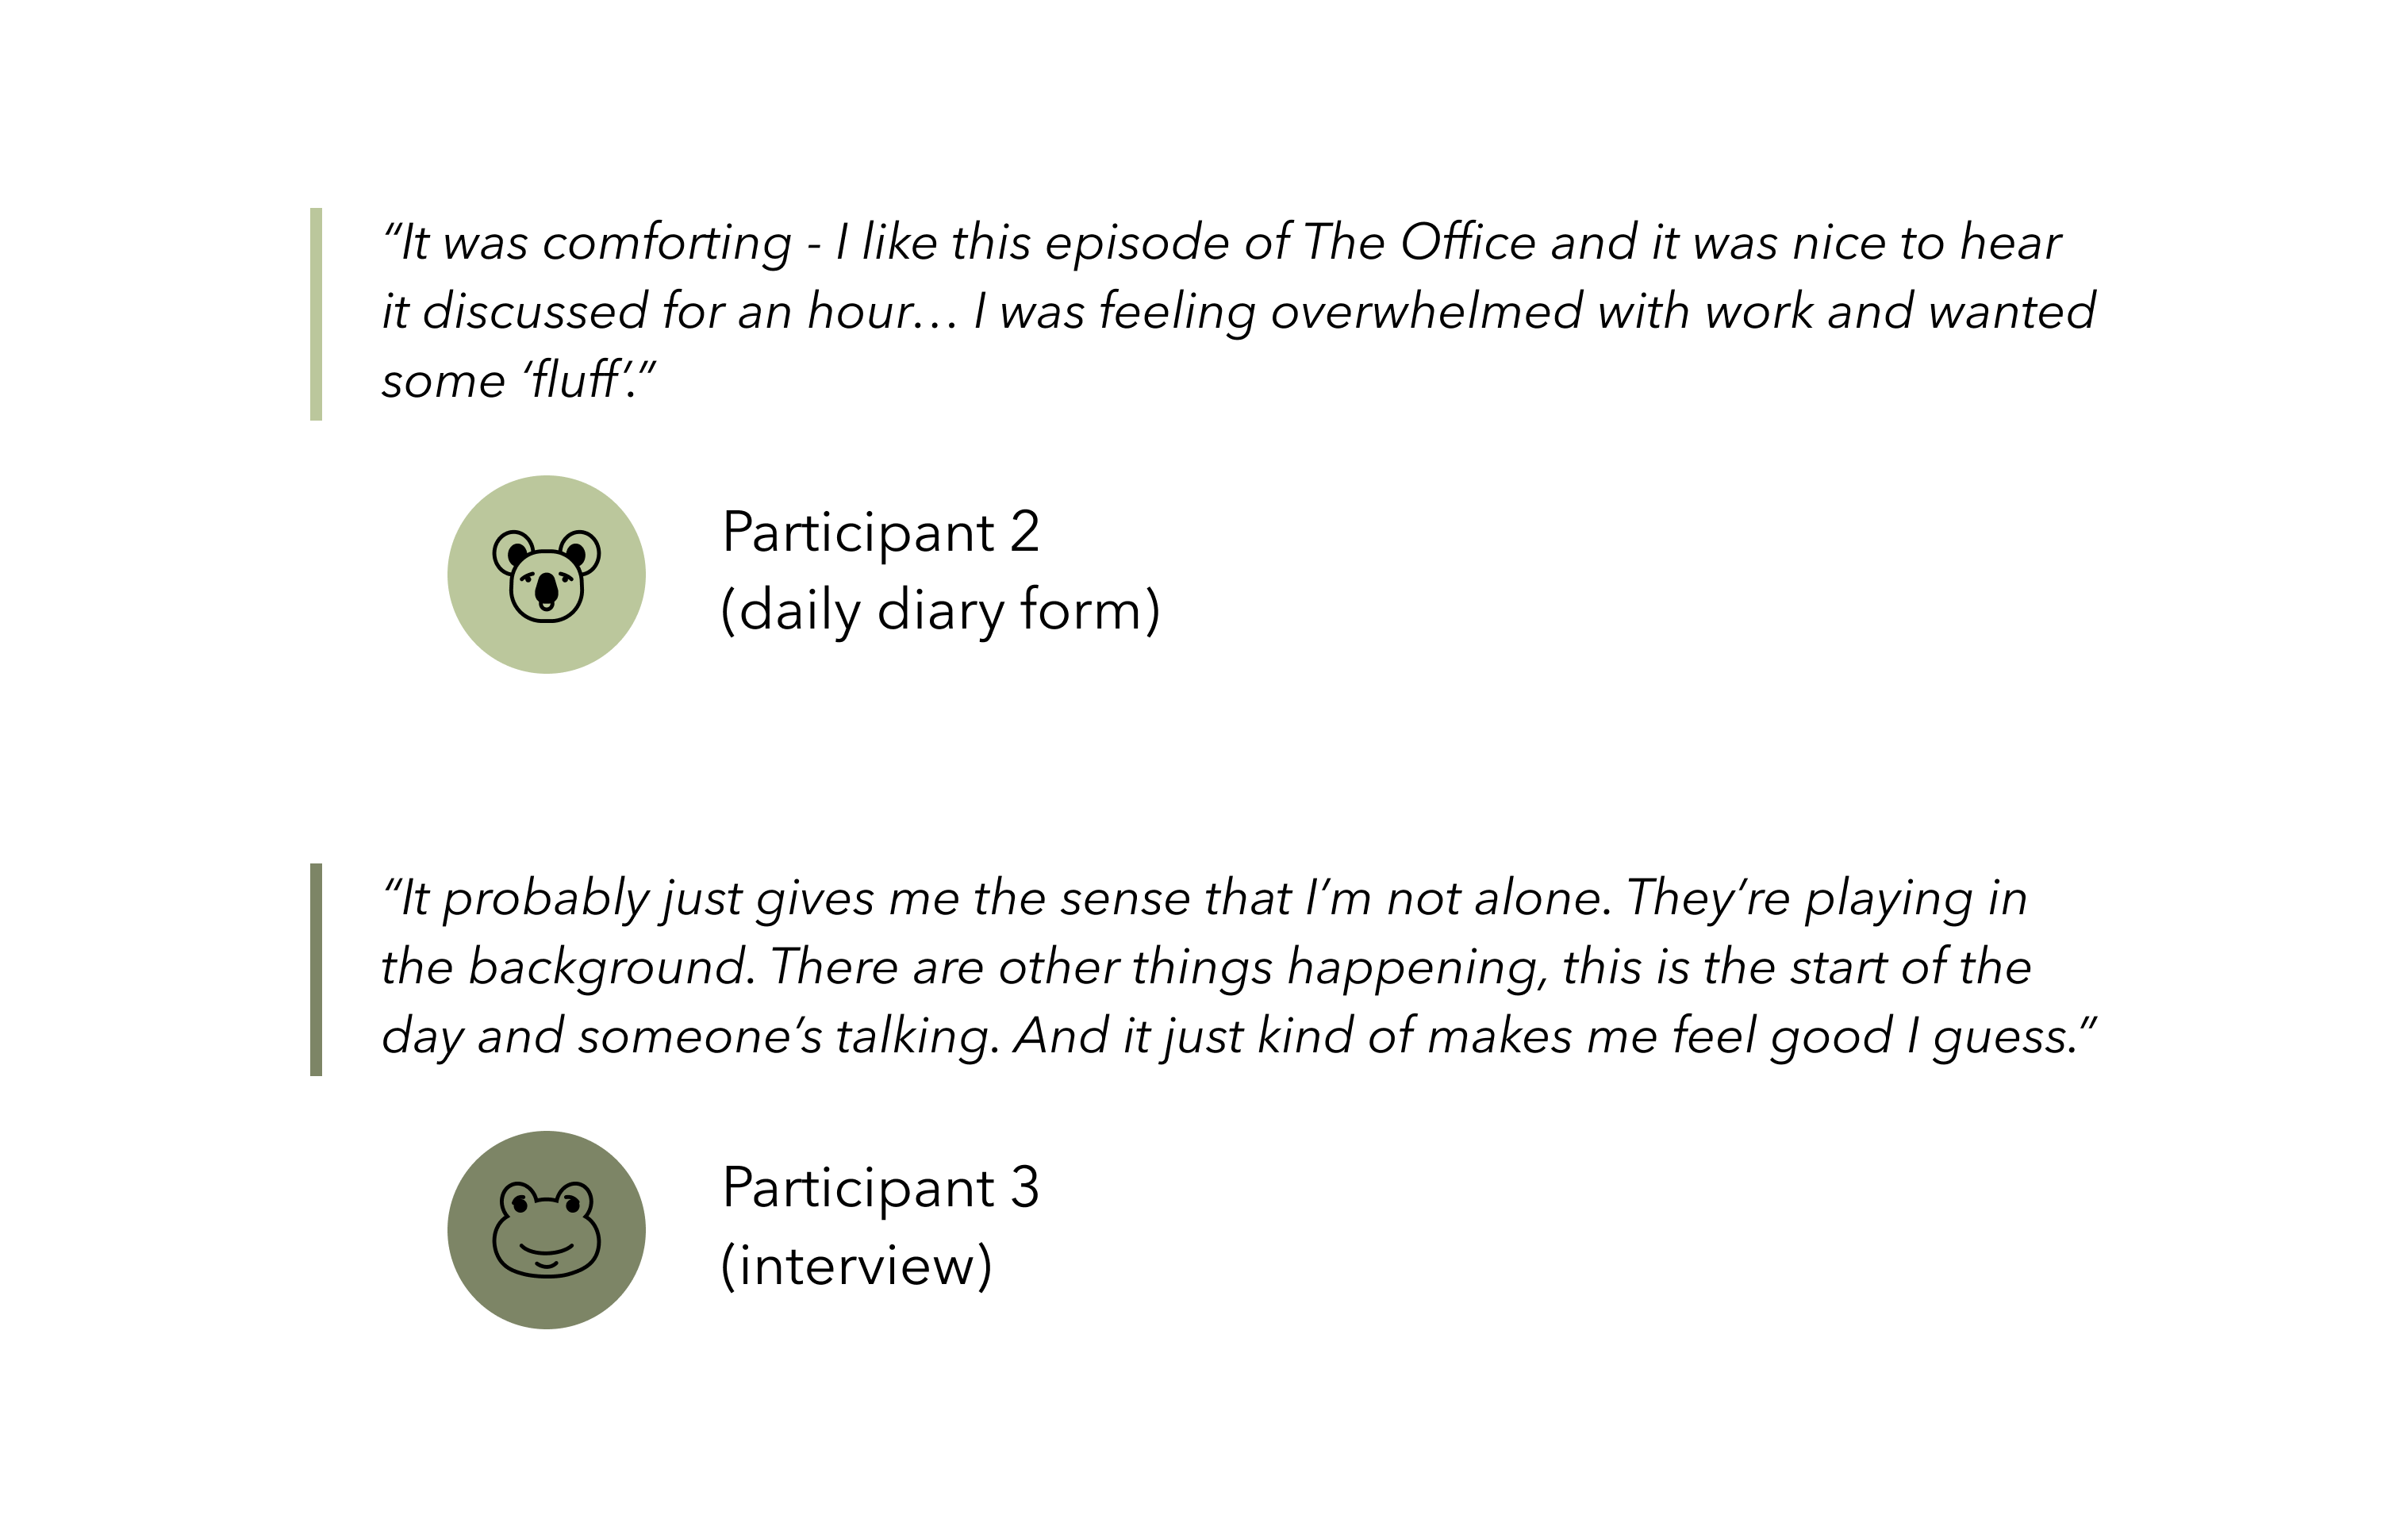 “It was comforting - I like this episode of The Office and it was nice to hear
it discussed for an hour… I was feeling overwhelmed with work and wanted
some ‘fluff’.”
Participant 2
(daily diary form)
“It probably just gives me the sense that I’m not alone. They’re playing in
the background. There are other things happening, this is the start of the
day and someone’s talking. And it just kind of makes me feel good I guess.”
Participant 3
(interview)